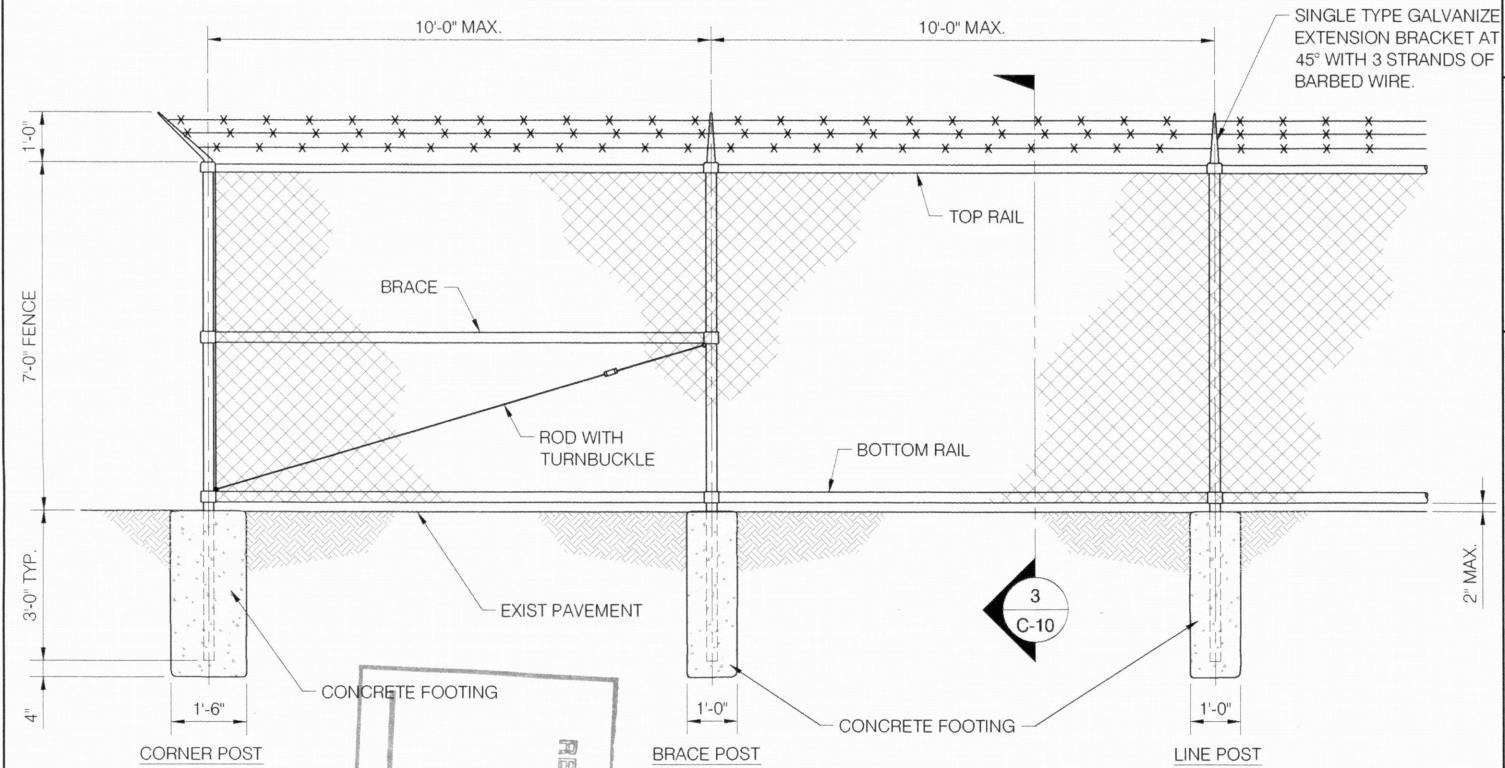 10'-0" MAX.
10'-0" MAX.
SINGLE TYPE GALVANIZE
EXTENSION BRACKET AT
45° WITH 3 STRANDS OF
BARBED WIRE.
1'-0"
TOP RAIL
BRACE
7'-0" FENCE
ROD WITH
TURNBUCKLE
BOTTOM RAIL
3'-0" TYP.
EXIST PAVEMENT
3
C-10
2" MAX.
4"
CONCRETE FOOTING
CONCRETE FOOTING
1'-6"
1'-0"
1'-0"
CORNER POST
BRACE POST
LINE POST